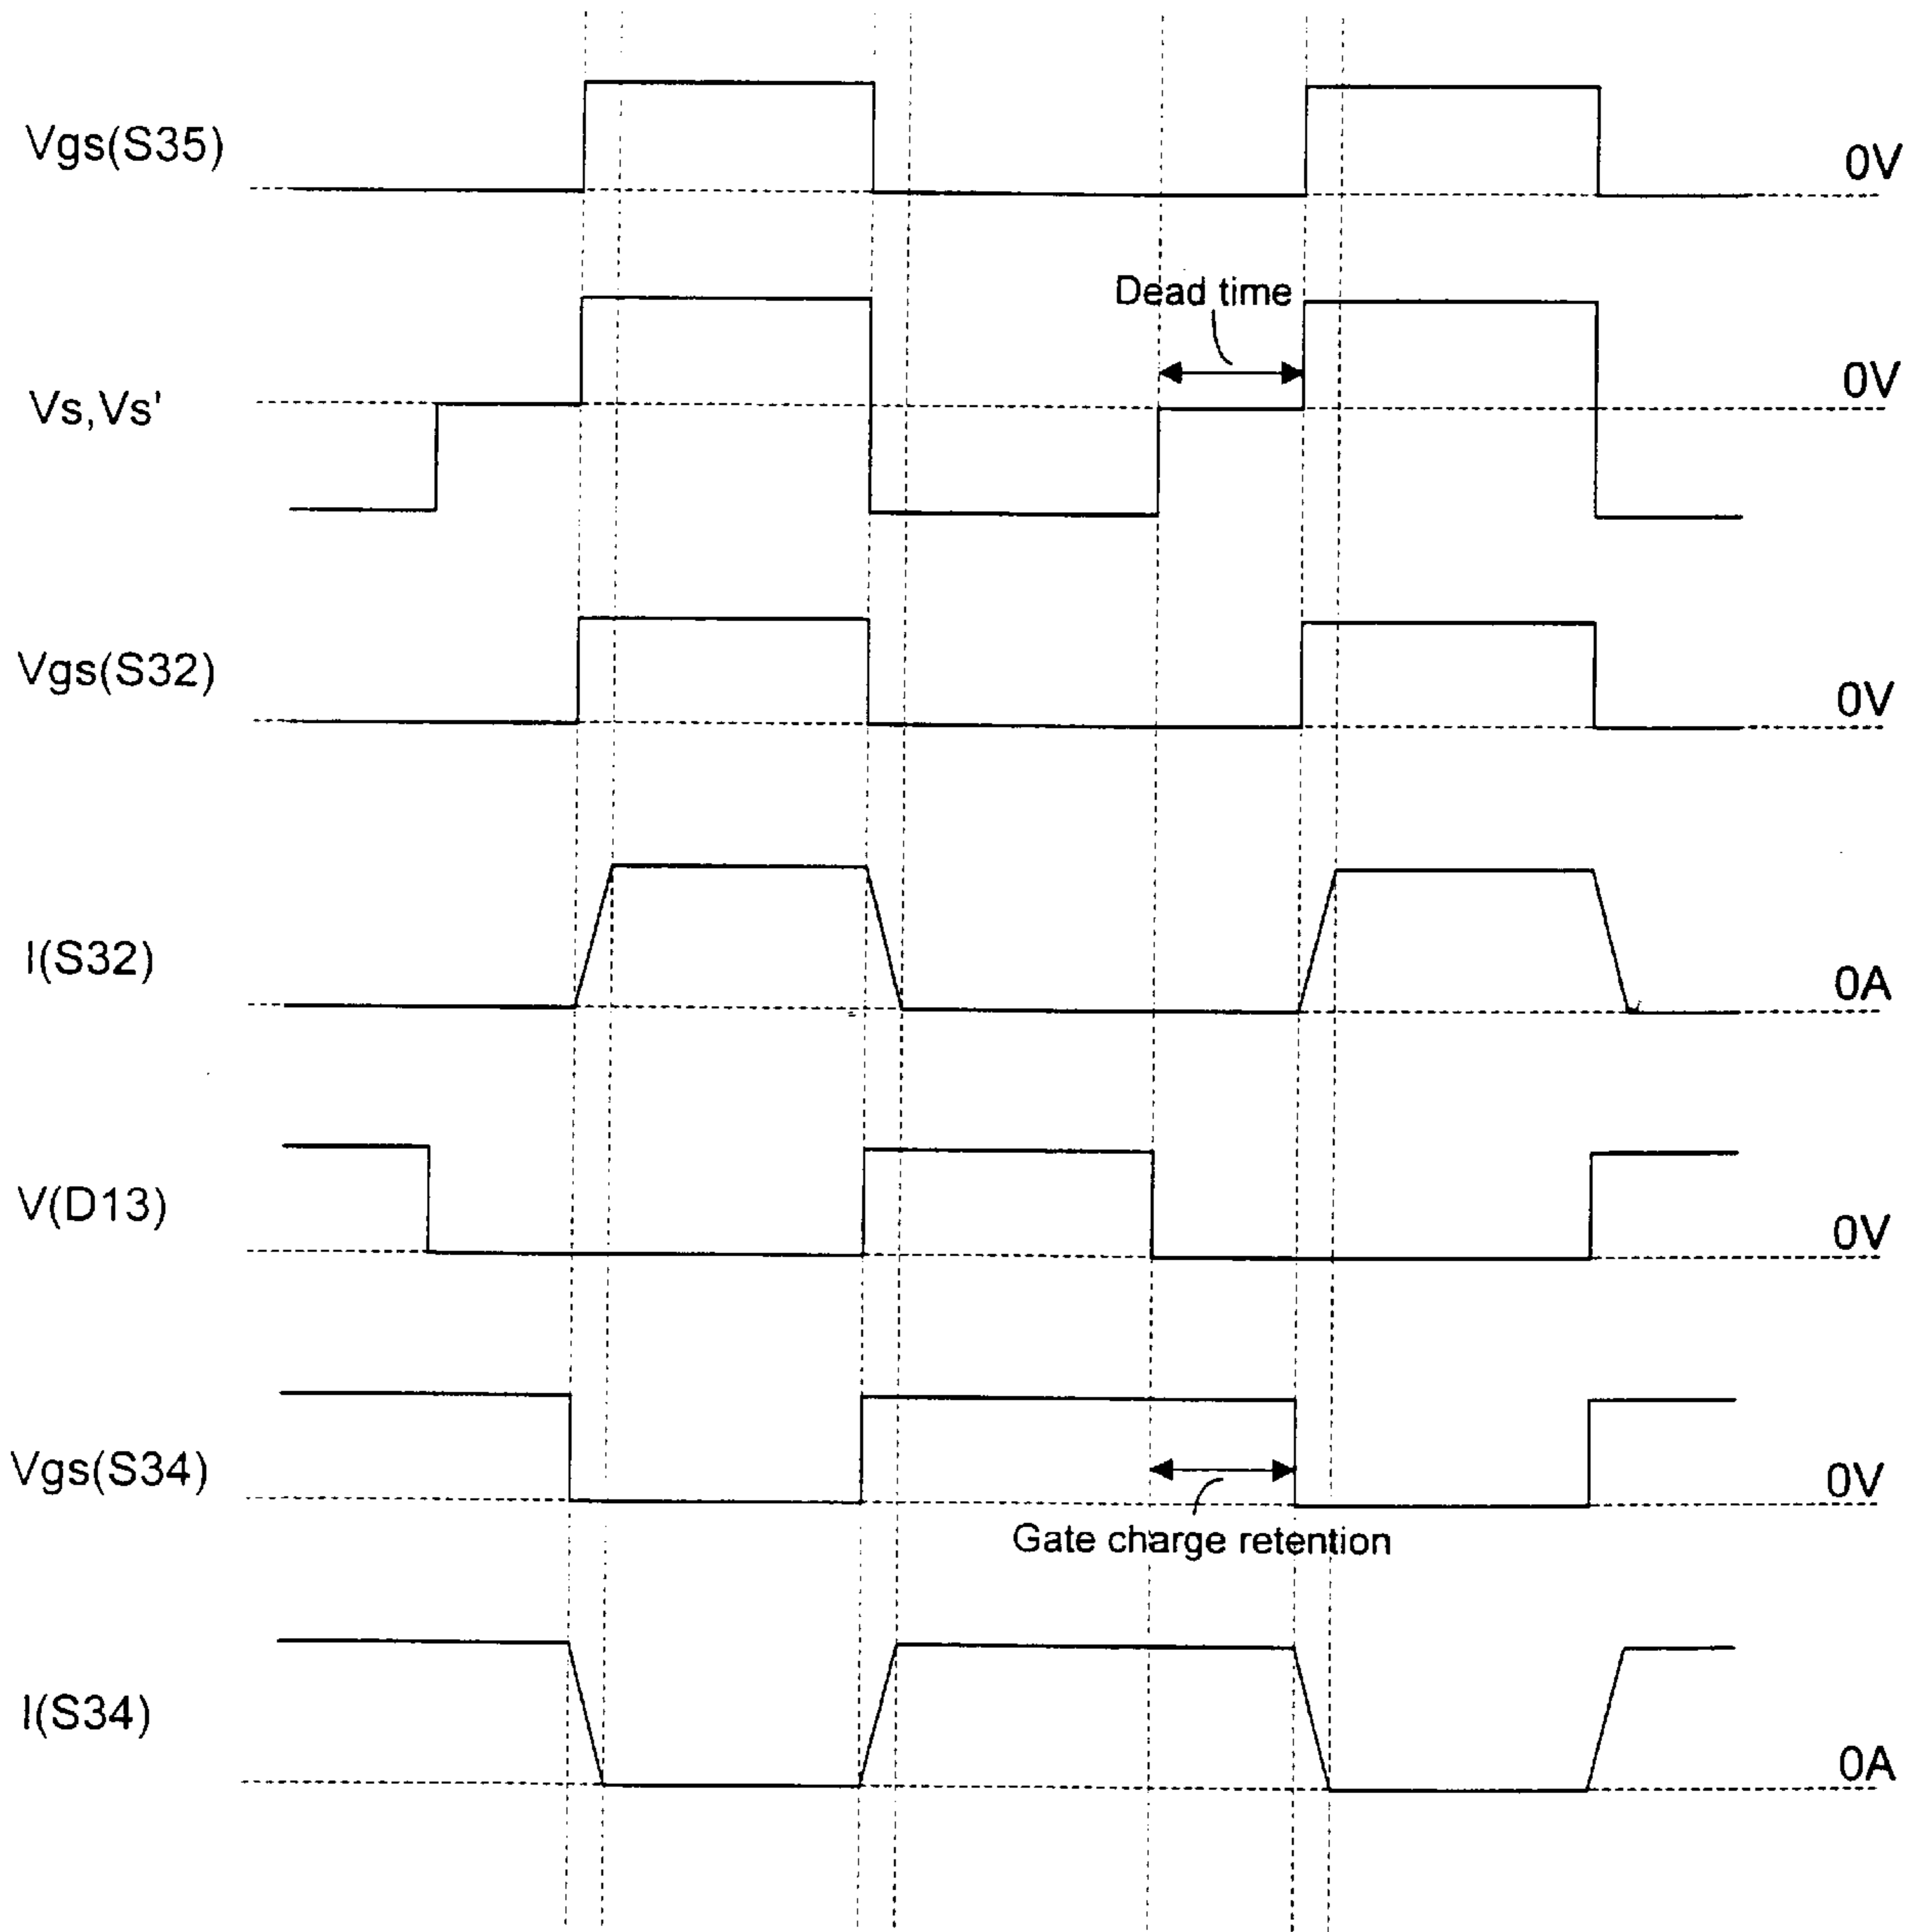 Vgs(S35)
0V
Dead time
Vs,Vs'
0V
Vgs(S32)
0V
I(S32)
0A
V(D13)
0V
Vgs(S34)
0V
Gate charge retention
I(S34)
0A